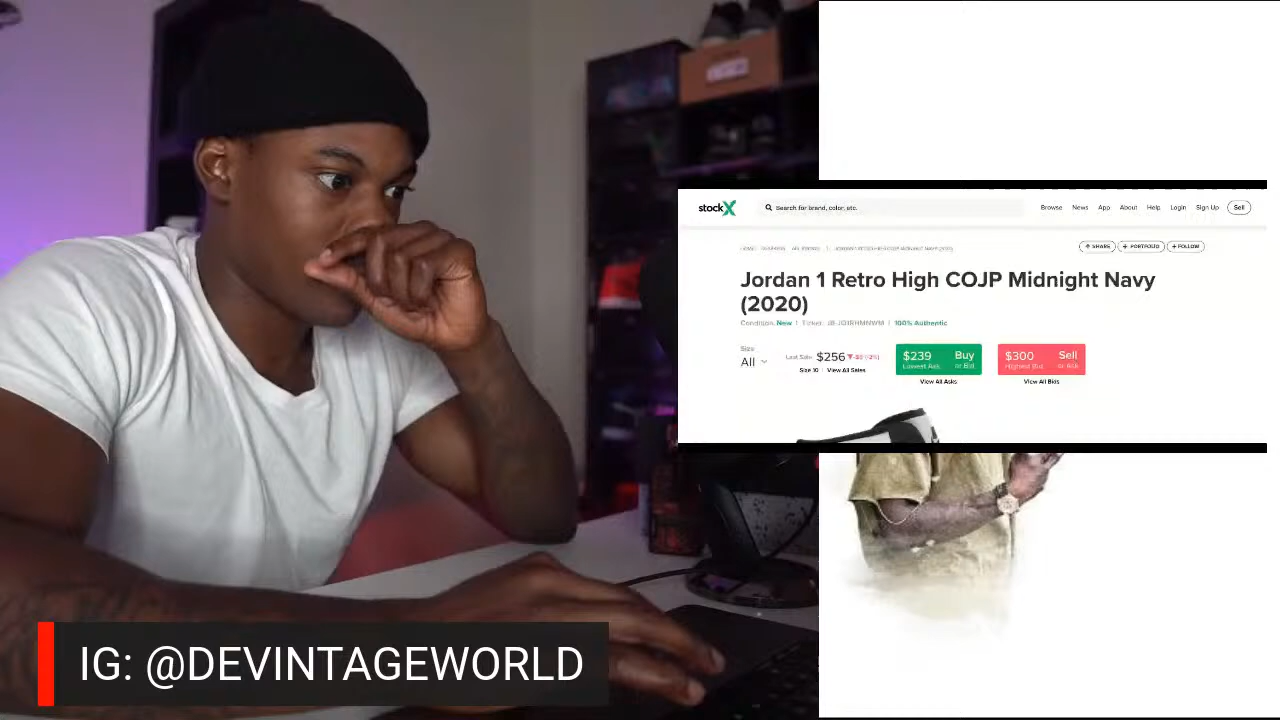 stockX
Search for brand, color, etc.
Browse News App About Help Login Sign Up Sell
SHARE + PORTFOLIO + FOLLOW
Jordan 1 Retro High COJP Midnight Navy
(2020)
Condition: New | Ticker: | 100% Authentic
Size
All
Last Sale $256
Size 10 | View All Sales
$239 Buy
Lowest Ask or Bid
View All Asks
$300 Sell
Highest Bid or Ask
View All Bids
IG: @DEVINTAGEWORLD